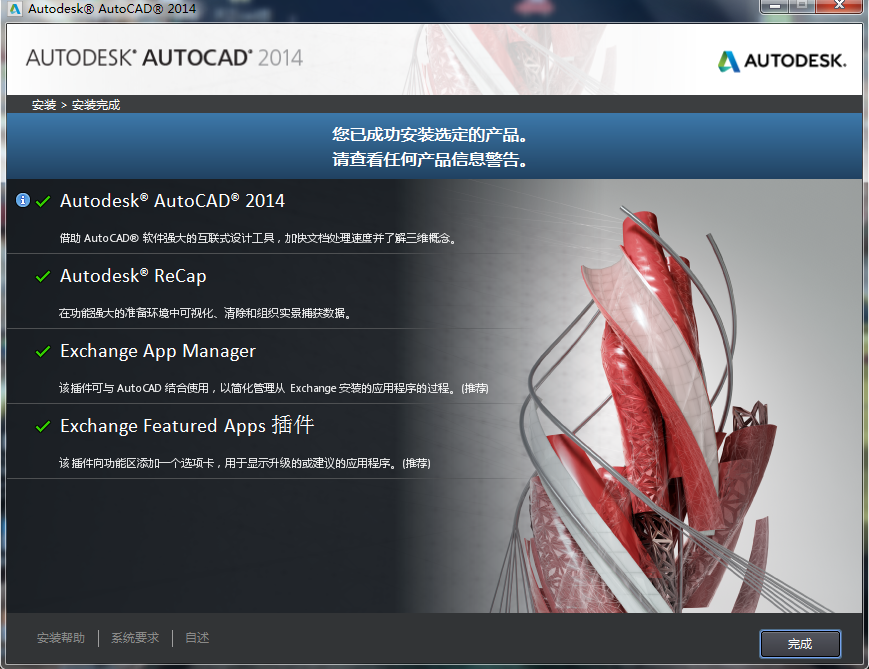 Autodesk® AutoCAD® 2014
AUTODESK® AUTOCAD® 2014
AUTODESK.
安装 > 安装完成
您已成功安装选定的产品。
请查看任何产品信息警告。
Autodesk® AutoCAD® 2014
借助 AutoCAD® 软件强大的互联式设计工具，加快文档处理速度并了解三维概念。
Autodesk® ReCap
在功能强大的准备环境中可视化、清除和组织实景捕获数据。
Exchange App Manager
该插件可与 AutoCAD 结合使用，以简化管理从 Exchange 安装的应用程序的过程。(推荐)
Exchange Featured Apps 插件
该插件向功能区添加一个选项卡，用于显示升级的或建议的应用程序。(推荐)
安装帮助 | 系统要求 | 自述
完成